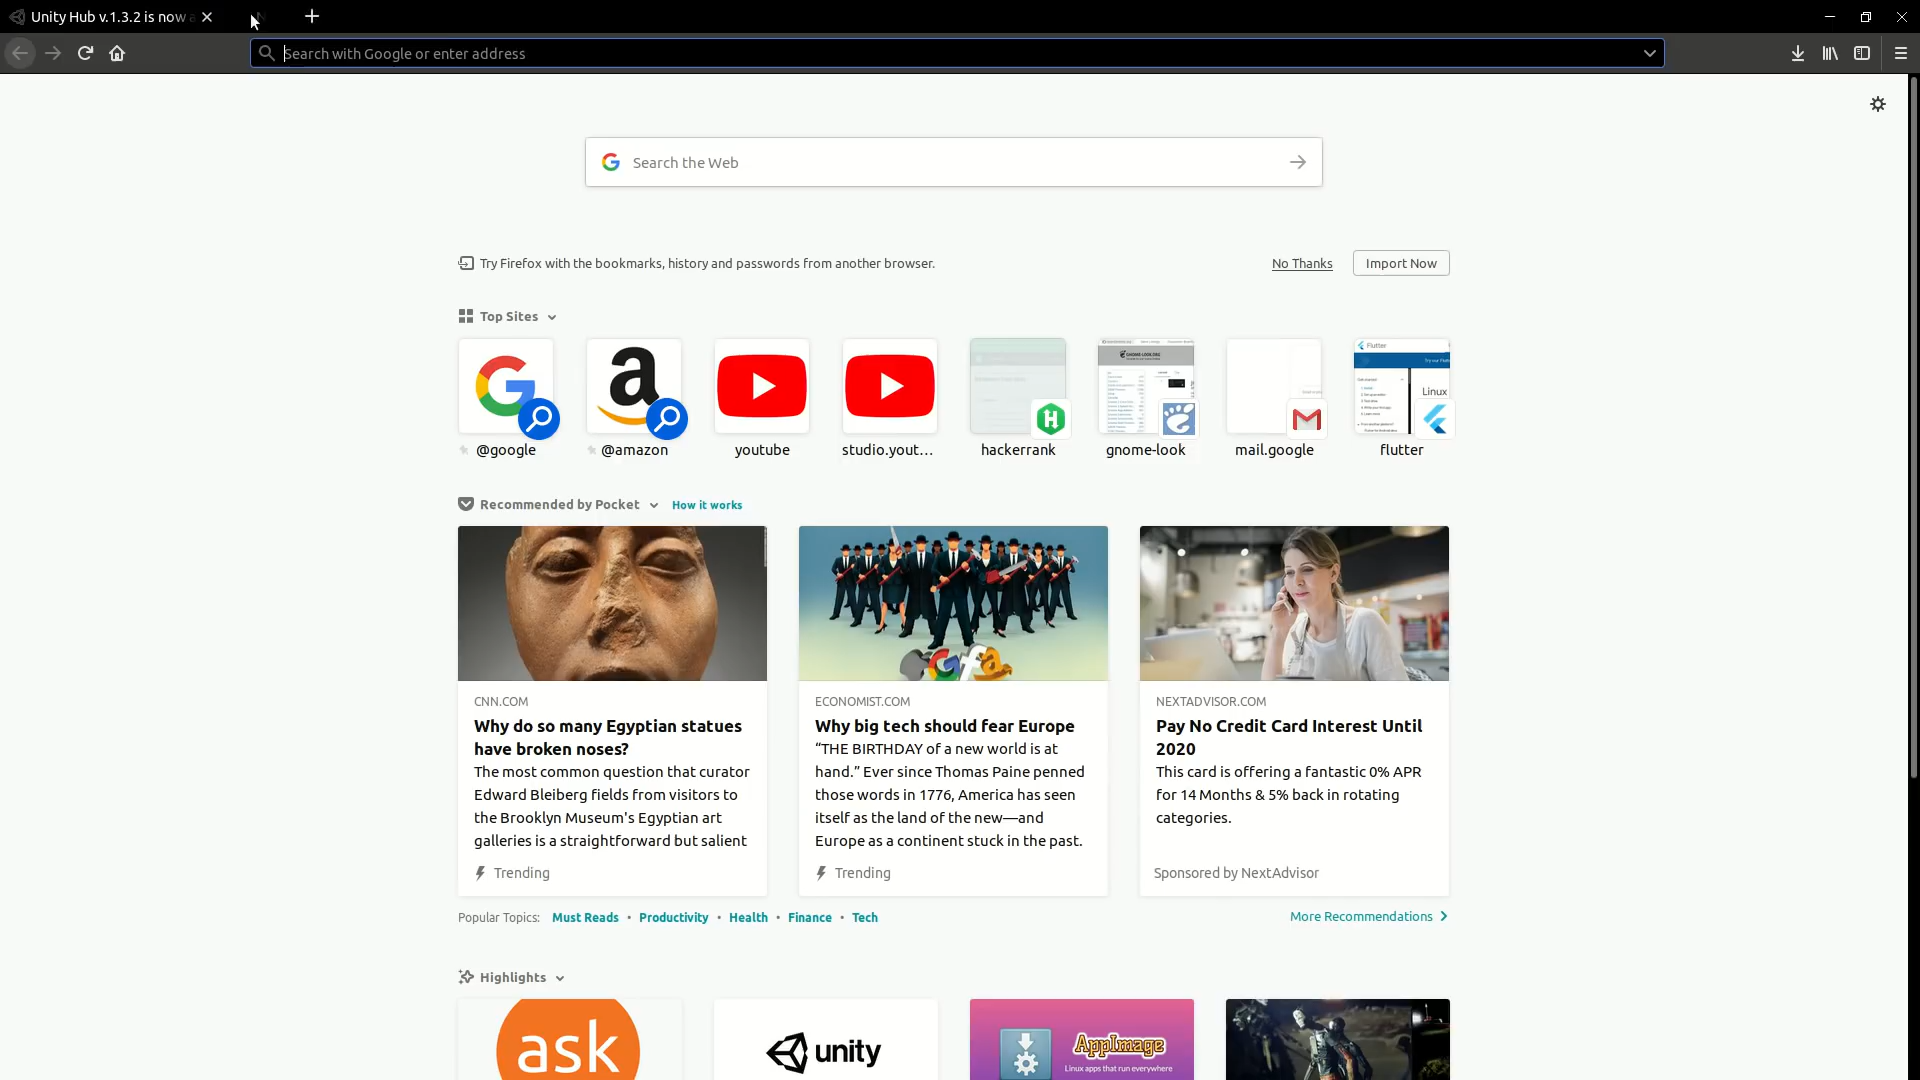 Unity Hub v.1.3.2 is now
Search with Google or enter address
Search the Web
Try Firefox with the bookmarks, history and passwords from another browser.
No Thanks
Import Now
Top Sites
@google
@amazon
youtube
studio.yout...
hackerrank
gnome-look
mail.google
Flutter
Linux
flutter
Recommended by Pocket
How it works
CNN.COM
Why do so many Egyptian statues
have broken noses?
The most common question that curator
Edward Bleiberg fields from visitors to
the Brooklyn Museum's Egyptian art
galleries is a straightforward but salient
Trending
ECONOMIST.COM
Why big tech should fear Europe
“THE BIRTHDAY of a new world is at
hand.” Ever since Thomas Paine penned
those words in 1776, America has seen
itself as the land of the new—and
Europe as a continent stuck in the past.
Trending
NEXTADVISOR.COM
Pay No Credit Card Interest Until
2020
This card is offering a fantastic 0% APR
for 14 Months & 5% back in rotating
categories.
Sponsored by NextAdvisor
Popular Topics: Must Reads • Productivity • Health • Finance • Tech
More Recommendations
Highlights
ask
unity
AppImage
Linux apps that run everywhere